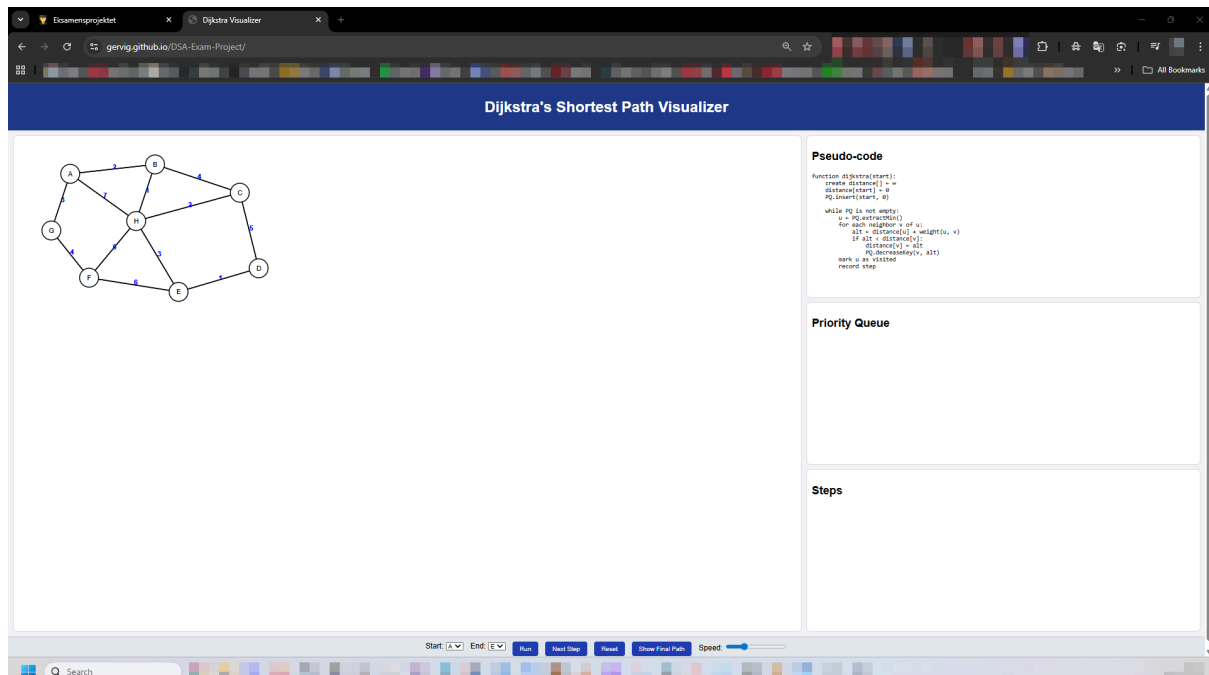 Eksamensprojektet
Dijkstra Visualizer
gervig.github.io/DSA-Exam-Project/
All Bookmarks
Dijkstra's Shortest Path Visualizer
A
B
C
D
E
F
G
H
2
4
7
1
3
2
5
4
3
6
1
Pseudo-code
function dijkstra(start):
create distance[] ← ∞
distance[start] ← 0
PQ.insert(start, 0)
while PQ is not empty:
u ← PQ.extractMin()
for each neighbor v of u:
alt ← distance[u] + weight(u, v)
if alt < distance[v]:
distance[v] ← alt
PQ.decreaseKey(v, alt)
mark u as visited
record step
Priority Queue
Steps
Start: A End: E Run Next Step Reset Show Final Path Speed:
Search